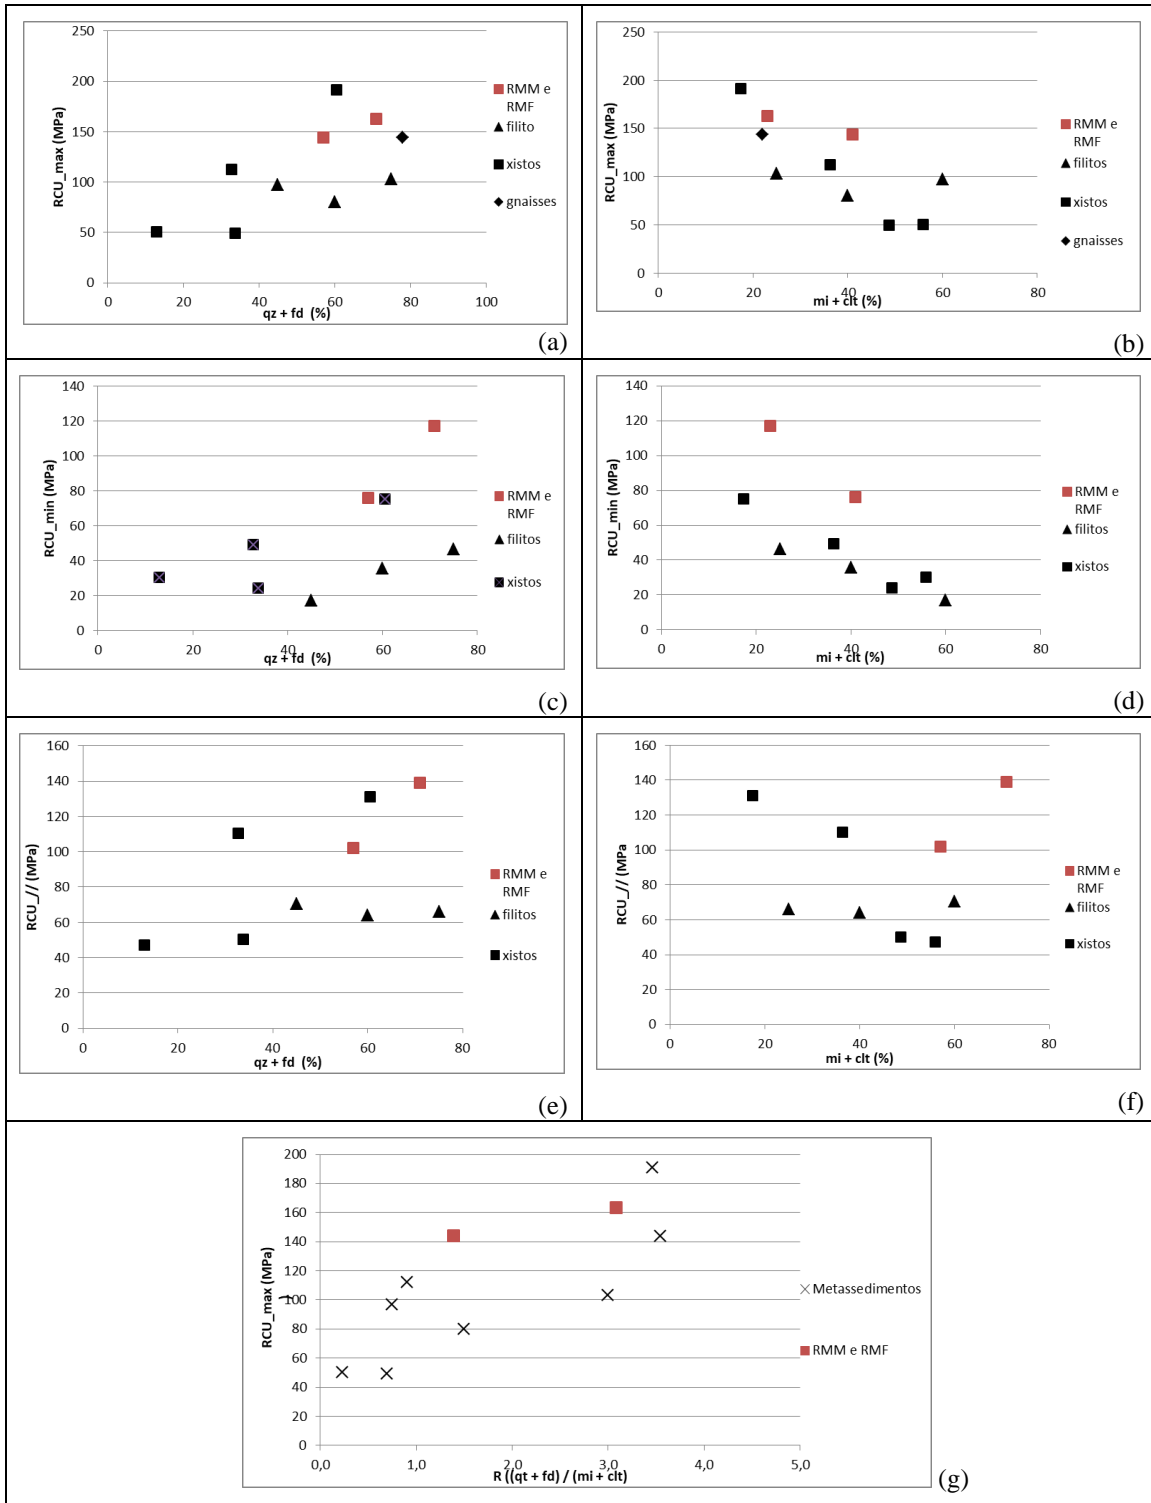 250
200
150
100
50
0
0 20 40 60 80 100
RCU_max (MPa)
qz + fd (%)
RMM e
RMF
filito
xistos
gnaisses
(a)
250
200
150
100
50
0
0 20 40 60 80
RCU_max (MPa)
mi + clt (%)
RMM e
RMF
filitos
xistos
gnaisses
(b)
140
120
100
80
60
40
20
0
0 20 40 60 80
RCU_min (MPa)
qz + fd (%)
RMM e
RMF
filitos
xistos
(c)
140
120
100
80
60
40
20
0
0 20 40 60 80
RCU_min (MPa)
mi + clt (%)
RMM e
RMF
filitos
xistos
(d)
160
140
120
100
80
60
40
20
0
0 20 40 60 80
RCU_// (MPa)
qz + fd (%)
RMM e
RMF
filitos
xistos
(e)
160
140
120
100
80
60
40
20
0
0 20 40 60 80
RCU_// (MPa
mi + clt (%)
RMM e
RMF
filitos
xistos
(f)
200
180
160
140
120
100
80
60
40
20
0
0,0 1,0 2,0 3,0 4,0 5,0
RCU_max (MPa)
)
R ((qt + fd) / (mi + clt)
Metassedimentos
RMM e RMF
(g)